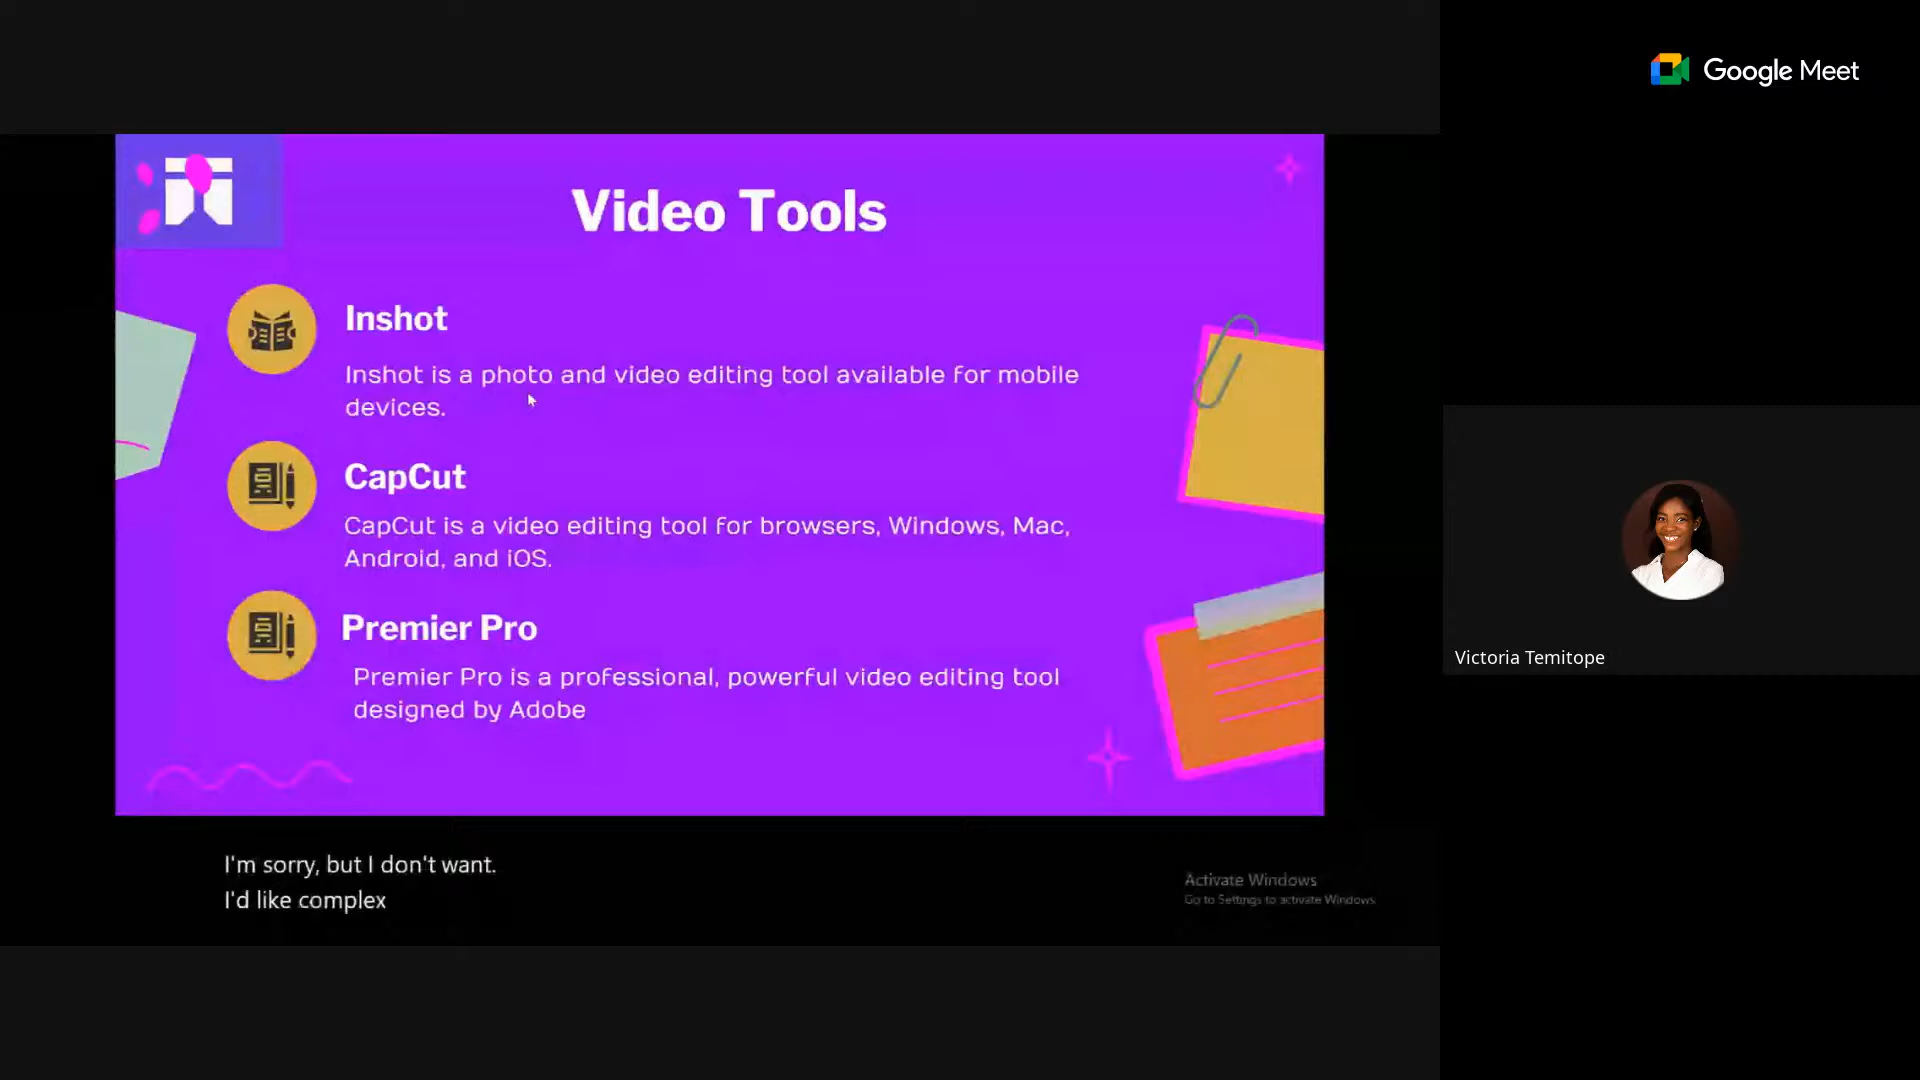 Google Meet
Video Tools
Inshot
Inshot is a photo and video editing tool available for mobile
devices.
CapCut
CapCut is a video editing tool for browsers, Windows, Mac,
Android, and iOS.
Premier Pro
Premier Pro is a professional, powerful video editing tool
designed by Adobe
Victoria Temitope
I'm sorry, but I don't want.
I'd like complex
Activate Windows
Go to Settings to activate Windows.